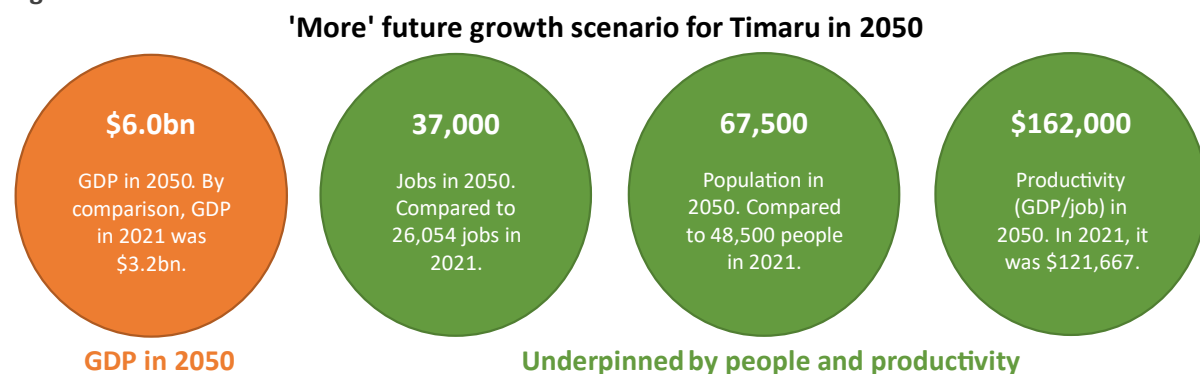 'More' future growth scenario for Timaru in 2050
$6.0bn
GDP in 2050. By
comparison, GDP
in 2021 was
$3.2bn.
37,000
Jobs in 2050.
Compared to
26,054 jobs in
2021.
67,500
Population in
2050. Compared
to 48,500 people
in 2021.
$162,000
Productivity
(GDP/job) in
2050. In 2021, it
was $121,667.
GDP in 2050
Underpinned by people and productivity